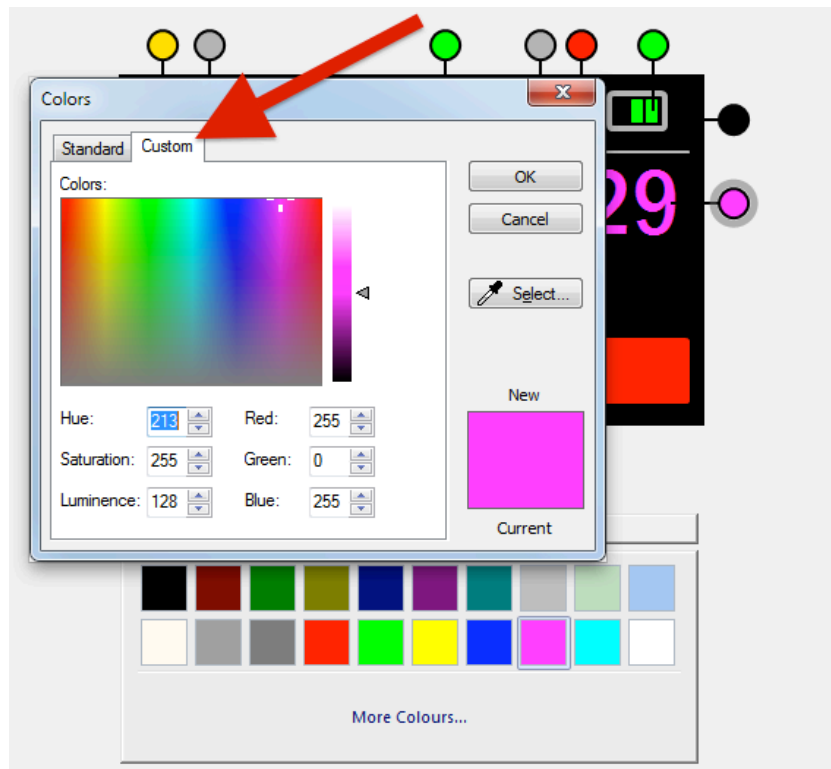 Colors
Standard Custom
Colors:
OK
Cancel
Select...
29
New
Hue: 213 Red: 255
Saturation: 255 Green: 0
Luminence: 128 Blue: 255
Current
More Colours...